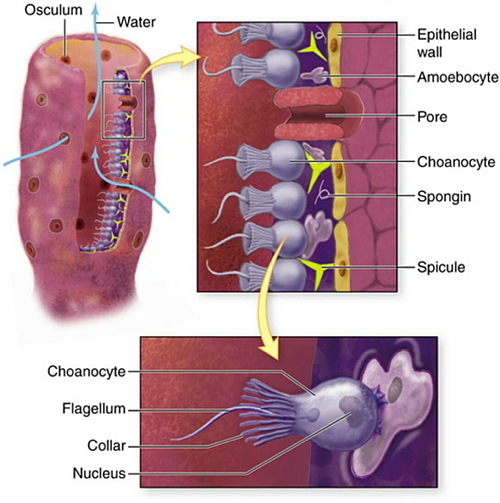 Osculum
Water
Epithelial
wall
Amoebocyte
Pore
Choanocyte
Spongin
Spicule
Choanocyte
Flagellum
Collar
Nucleus